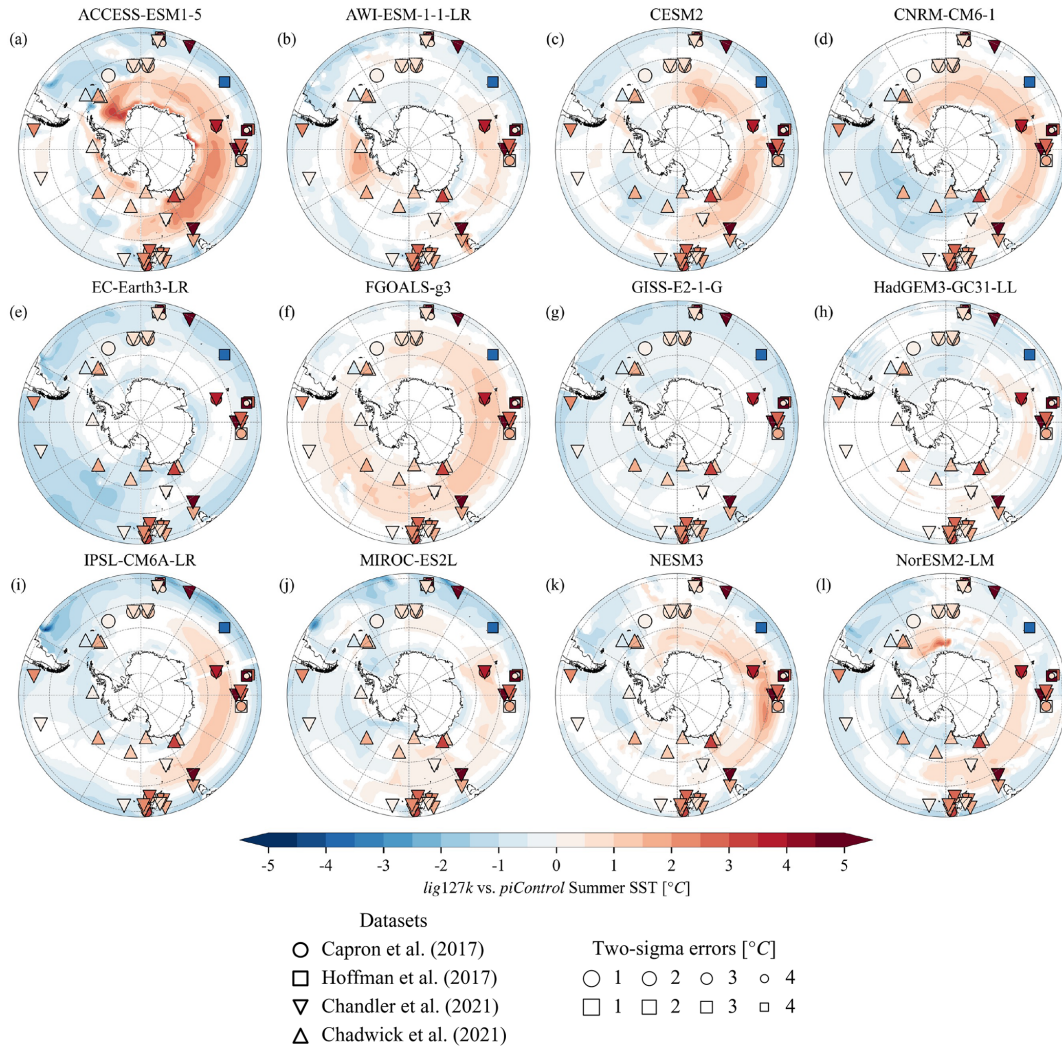 ACCESS-ESM1-5 AWI-ESM-1-1-LR CESM2 CNRM-CM6-1
(a) (b) (c) (d)
EC-Earth3-LR FGOALS-g3 GISS-E2-1-G HadGEM3-GC31-LL
(e) (f) (g) (h)
IPSL-CM6A-LR MIROC-ES2L NESM3 NorESM2-LM
(i) (j) (k) (l)
-5 -4 -3 -2 -1 0 1 2 3 4 5
lig127k vs. piControl Summer SST [°C]
Datasets
Capron et al. (2017)
Hoffman et al. (2017)
Chandler et al. (2021)
Chadwick et al. (2021)
Two-sigma errors [°C]
1 2 3 4
1 2 3 4